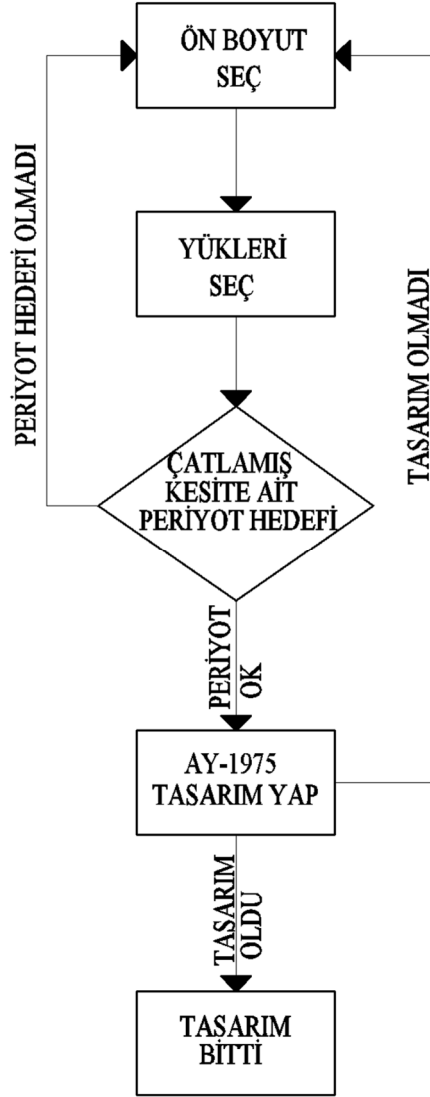 ÖN BOYUT
SEÇ
PERİYOT HEDEFİ OLMADI
YÜKLERİ
SEÇ
TASARIM OLMADI
ÇATLAMIŞ
KESİTE AİT
PERİYOT HEDEFİ
PERİYOT
OK
AY-1975
TASARIM YAP
TASARIM
OLDU
TASARIM
BİTTİ